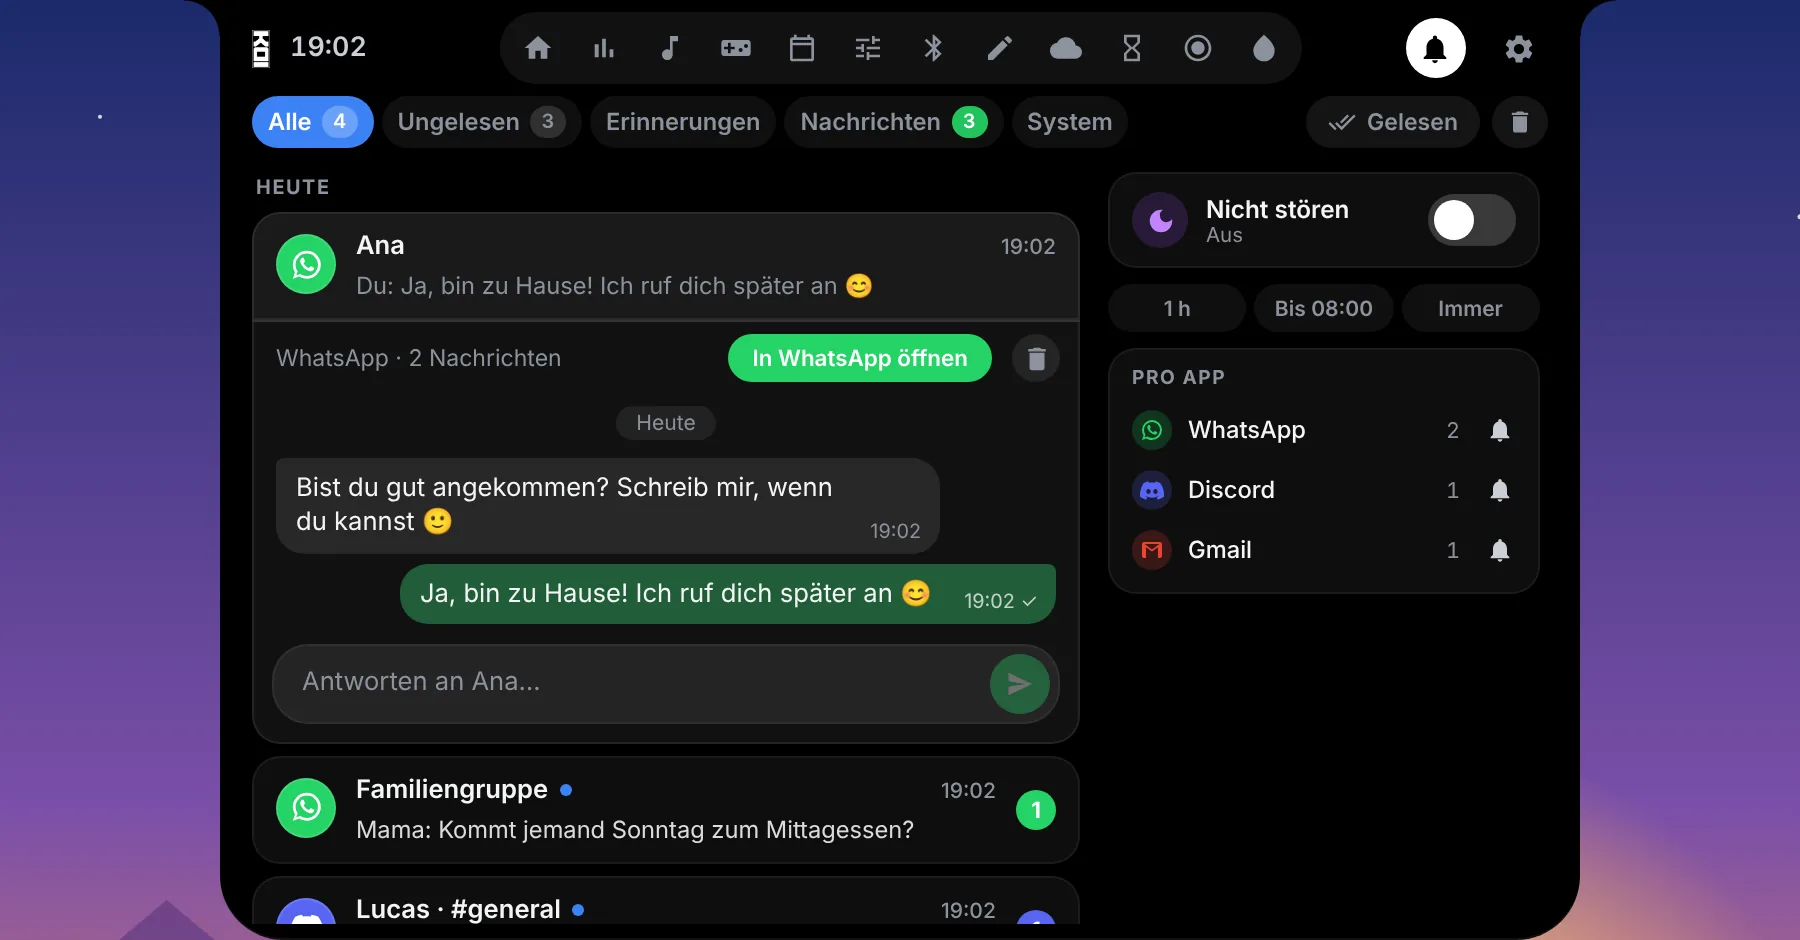 19:02
Alle 4
Ungelesen 3
Erinnerungen
Nachrichten 3
System
Gelesen
HEUTE
Ana
19:02
Du: Ja, bin zu Hause! Ich ruf dich später an 😊
WhatsApp · 2 Nachrichten
In WhatsApp öffnen
Heute
Bist du gut angekommen? Schreib mir, wenn
du kannst 🙂
19:02
Ja, bin zu Hause! Ich ruf dich später an 😊
19:02 ✓
Antworten an Ana...
Familiengruppe
19:02
Mama: Kommt jemand Sonntag zum Mittagessen?
1
Lucas · #general
19:02
Nicht stören
Aus
1 h
Bis 08:00
Immer
PRO APP
WhatsApp 2
Discord 1
Gmail 1